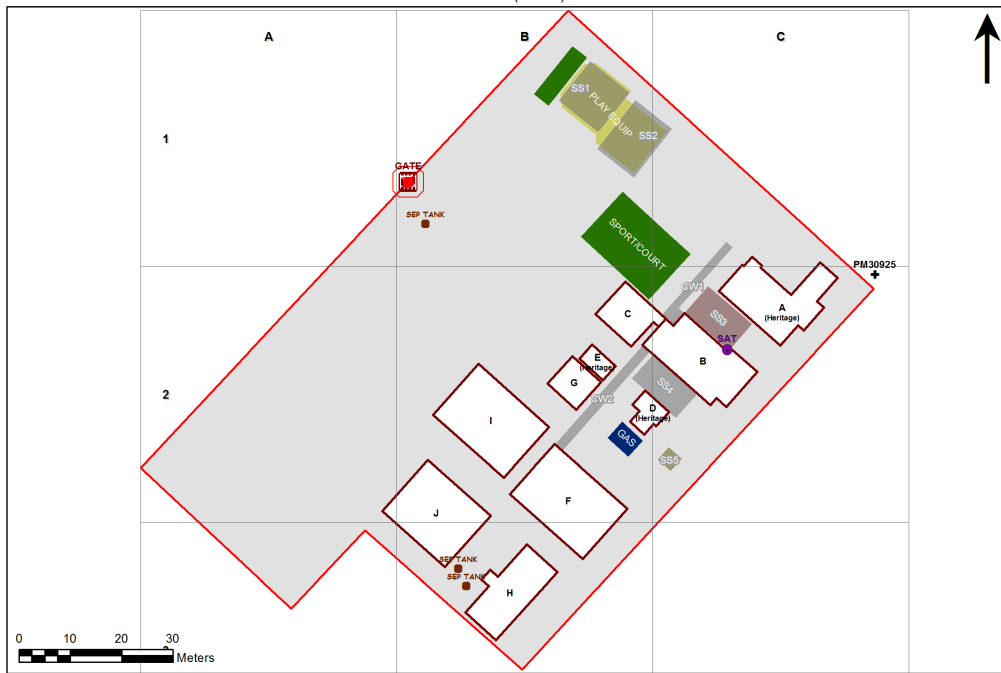 A
B
C
SS1
PLAY EQUIP
SS2
1
GATE
SEP TANK
SPORT/COURT
PM30925
CW1
A
(Heritage)
C
SS3
SAT
E
(Heritage)
B
G
SS4
2
CW2
D
(Heritage)
I
GAS
SS5
F
J
SEP TANK
SEP TANK
H
0
10
20
30
Meters